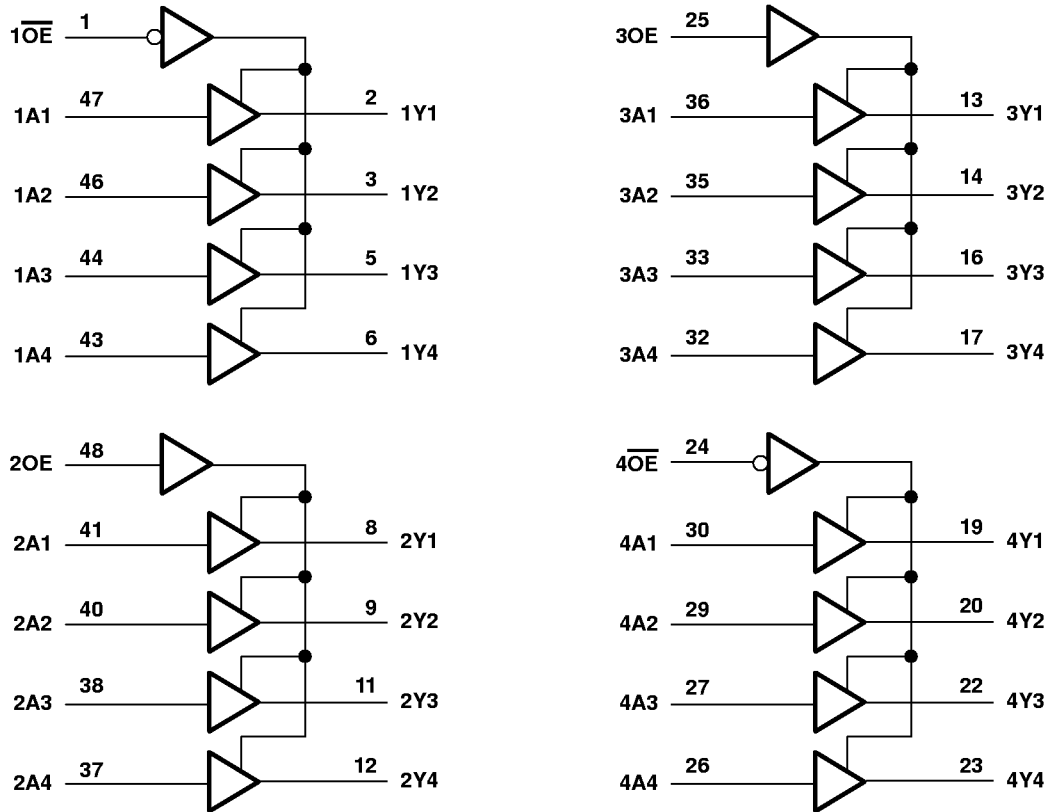 1O̅E̅ 1
1A1 47 2 1Y1
1A2 46 3 1Y2
1A3 44 5 1Y3
1A4 43 6 1Y4
3OE 25
3A1 36 13 3Y1
3A2 35 14 3Y2
3A3 33 16 3Y3
3A4 32 17 3Y4
2OE 48
2A1 41 8 2Y1
2A2 40 9 2Y2
2A3 38 11 2Y3
2A4 37 12 2Y4
4O̅E̅ 24
4A1 30 19 4Y1
4A2 29 20 4Y2
4A3 27 22 4Y3
4A4 26 23 4Y4